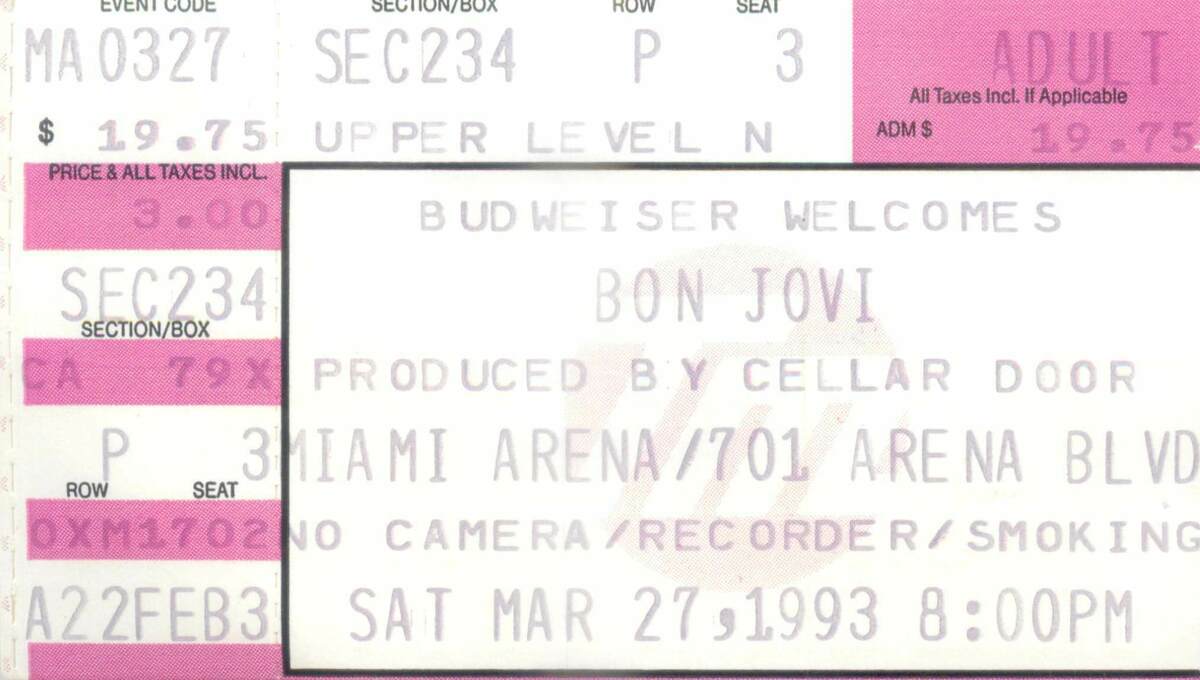 EVENT CODE SECTION/BOX ROW SEAT
MA0327 SEC234 P 3 ADULT
All Taxes Incl. If Applicable
$ 19.75 UPPER LEVEL N ADM $ 19.75
PRICE & ALL TAXES INCL.
3.00 BUDWEISER WELCOMES
SEC234 BON JOVI
SECTION/BOX
CA 79X PRODUCED BY CELLAR DOOR
P 3 MIAMI ARENA/701 ARENA BLVD
ROW SEAT
0XM1702 NO CAMERA/RECORDER/SMOKING
A22FEB3 SAT MAR 27,1993 8:00PM